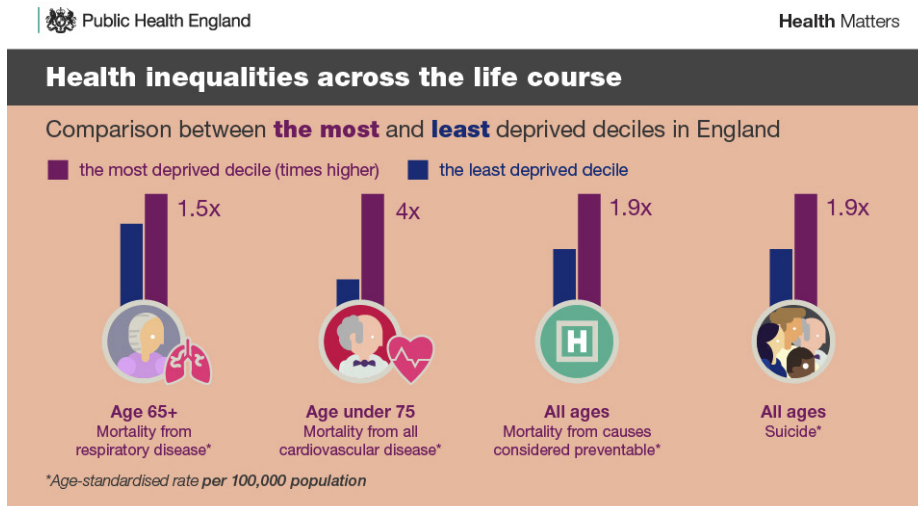 Public Health England
Health Matters
Health inequalities across the life course
Comparison between the most and least deprived deciles in England
the most deprived decile (times higher)
the least deprived decile
1.5x
4x
1.9x
1.9x
H
Age 65+
Mortality from
respiratory disease*
Age under 75
Mortality from all
cardiovascular disease*
All ages
Mortality from causes
considered preventable*
All ages
Suicide*
*Age-standardised rate per 100,000 population